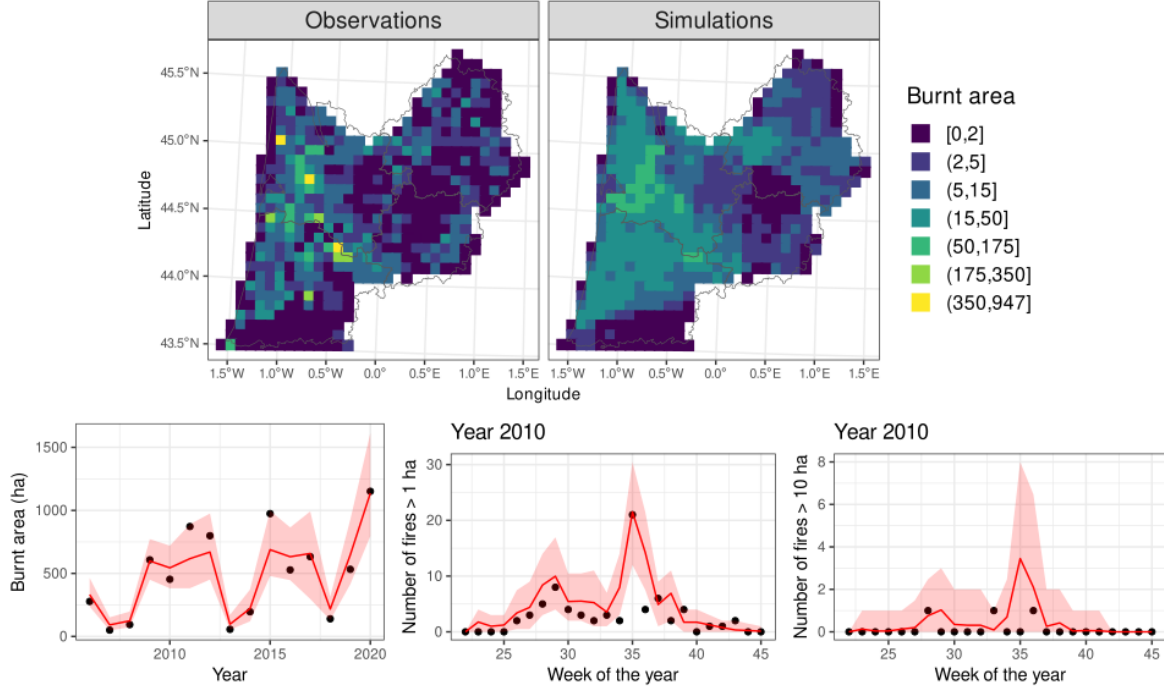 Observations Simulations
45.5°N
45.0°N
44.5°N
44.0°N
43.5°N
Latitude
1.5°W 1.0°W 0.5°W 0.0° 0.5°E 1.0°E 1.5°E 1.5°W 1.0°W 0.5°W 0.0° 0.5°E 1.0°E 1.5°E
Longitude
Burnt area
[0,2]
(2,5]
(5,15]
(15,50]
(50,175]
(175,350]
(350,947]
Burnt area (ha)
1500
1000
500
0
2010 2015 2020
Year
Year 2010
Number of fires > 1 ha
30
20
10
0
25 30 35 40 45
Week of the year
Year 2010
Number of fires > 10 ha
8
6
4
2
0
25 30 35 40 45
Week of the year